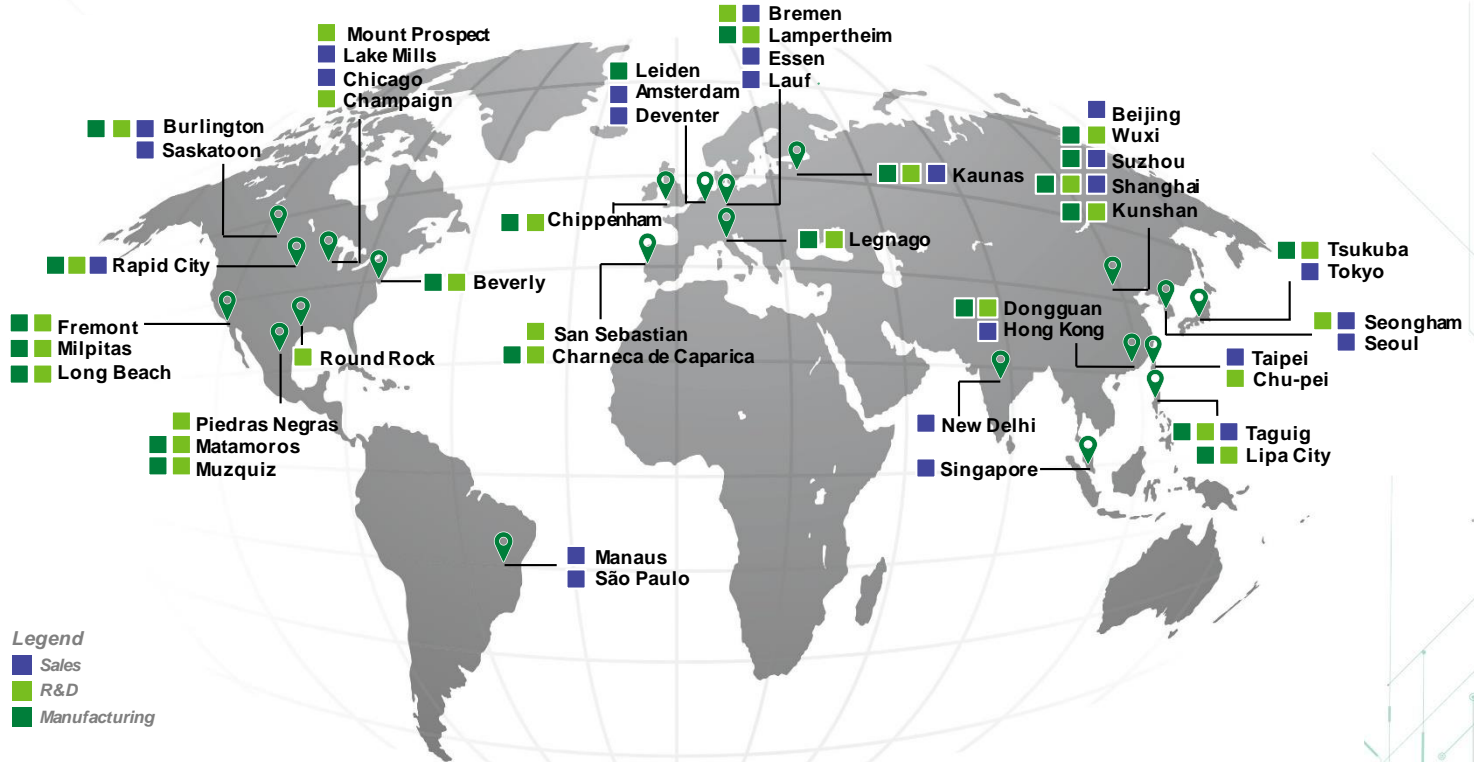 Mount Prospect
Lake Mills
Chicago
Champaign
Burlington
Saskatoon
Rapid City
Beverly
Fremont
Milpitas
Long Beach
Round Rock
Piedras Negras
Matamoros
Muzquiz
Manaus
São Paulo
Bremen
Lampertheim
Essen
Lauf
Leiden
Amsterdam
Deventer
Kaunas
Chippenham
Legnago
San Sebastian
Charneca de Caparica
Beijing
Wuxi
Suzhou
Shanghai
Kunshan
Tsukuba
Tokyo
Dongguan
Hong Kong
Seongham
Seoul
Taipei
Chu-pei
New Delhi
Taguig
Lipa City
Singapore
Legend
Sales
R&D
Manufacturing